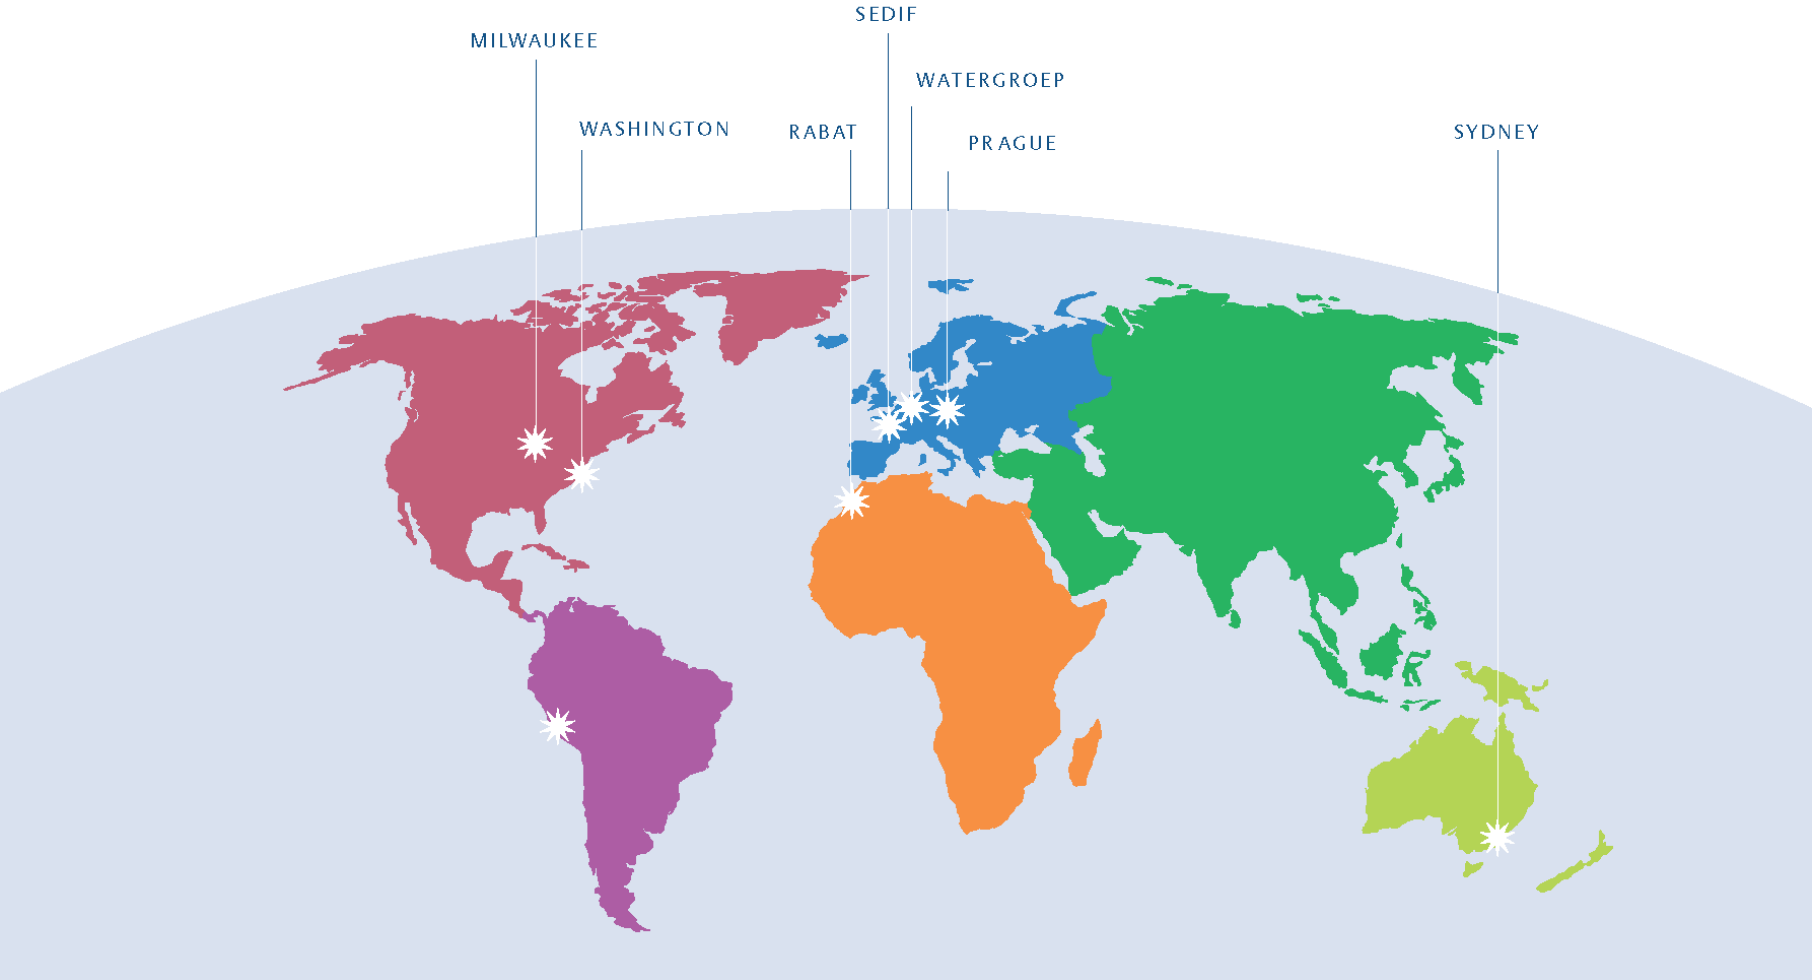 SEDIF
MILWAUKEE
WATERGROEP
WASHINGTON
RABAT
PRAGUE
SYDNEY